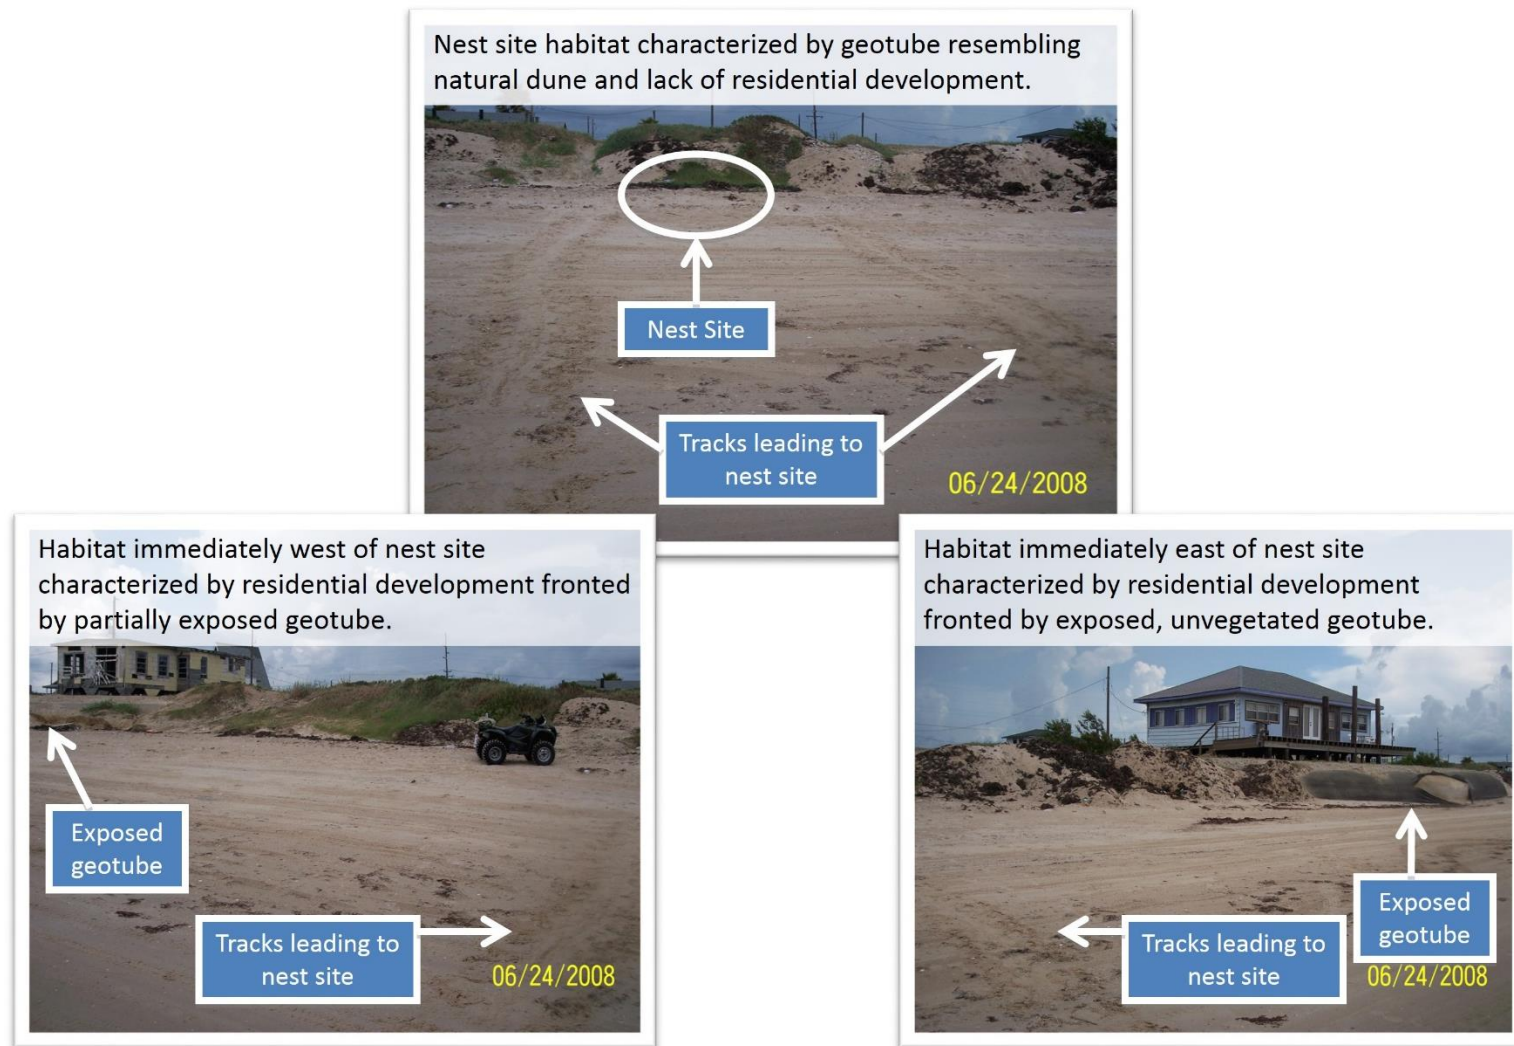 Nest site habitat characterized by geotube resembling
natural dune and lack of residential development.
Nest Site
Tracks leading to
nest site
06/24/2008
Habitat immediately west of nest site
characterized by residential development fronted
by partially exposed geotube.
Exposed
geotube
Tracks leading to
nest site
06/24/2008
Habitat immediately east of nest site
characterized by residential development
fronted by exposed, unvegetated geotube.
Exposed
geotube
Tracks leading to
nest site
06/24/2008